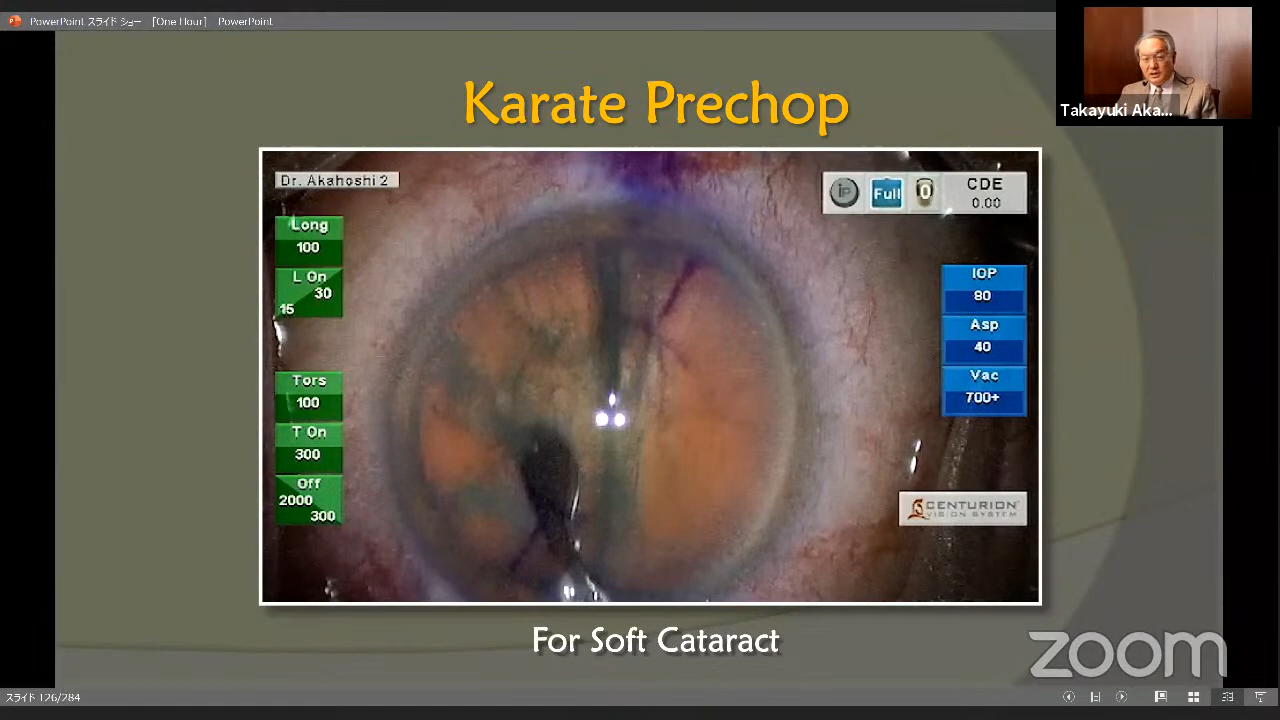 PowerPoint スライド ショー - [One Hour] - PowerPoint
Takayuki Aka...
Karate Prechop
Dr. Akahoshi 2
iP
Full
0
CDE
0.00
Long
100
L On
30
15
IOP
80
Asp
40
Vac
700+
Tors
100
T On
300
Off
2000
300
CENTURION
VISION SYSTEM
For Soft Cataract
zoom
スライド 126/284